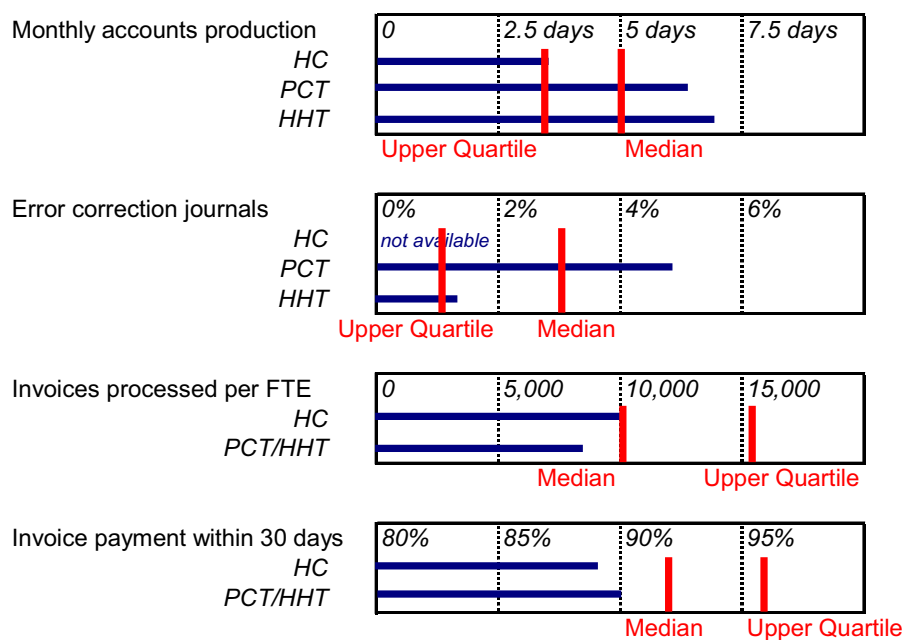 Monthly accounts production 0 2.5 days 5 days 7.5 days
HC
PCT
HHT
Upper Quartile Median
Error correction journals 0% 2% 4% 6%
HC not available
PCT
HHT
Upper Quartile Median
Invoices processed per FTE 0 5,000 10,000 15,000
HC
PCT/HHT
Median Upper Quartile
Invoice payment within 30 days 80% 85% 90% 95%
HC
PCT/HHT
Median Upper Quartile